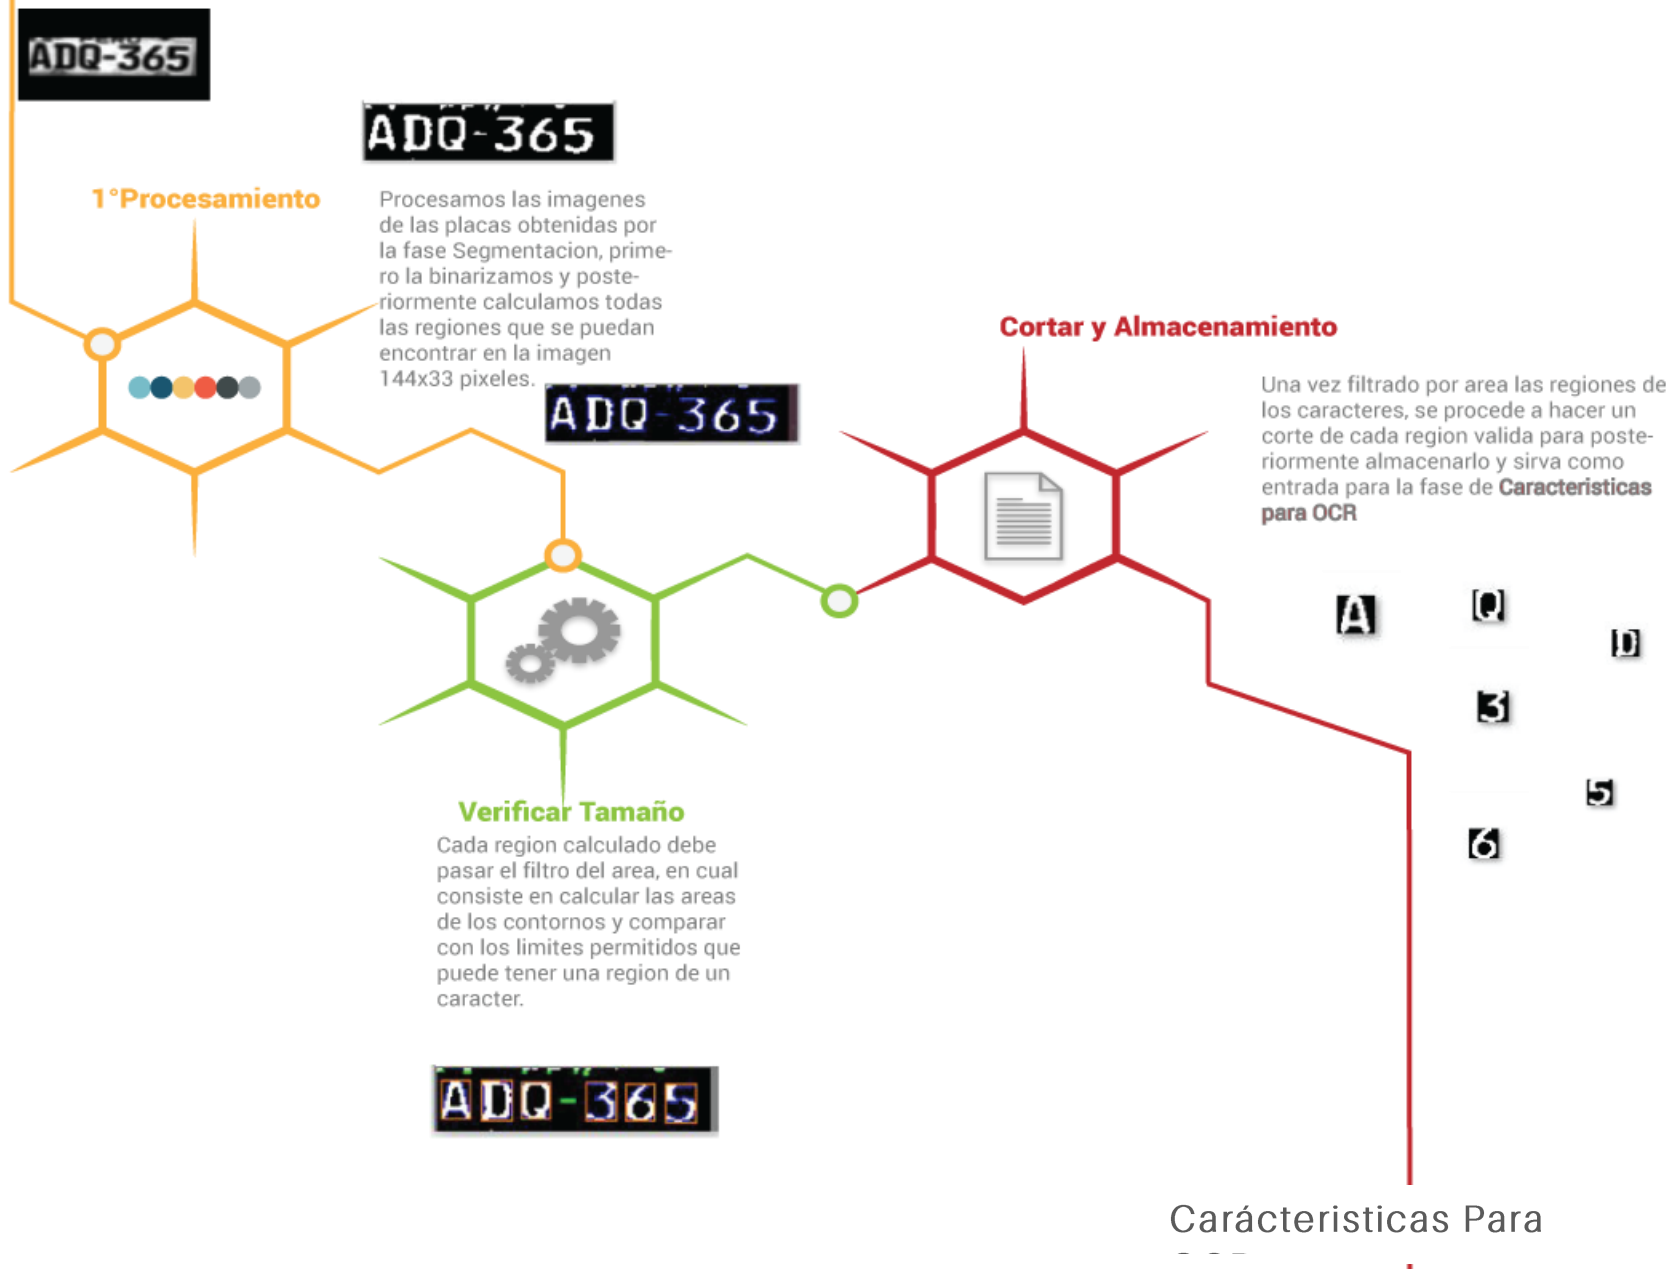 ADQ-365
ADQ-365
1°Procesamiento
Procesamos las imagenes
de las placas obtenidas por
la fase Segmentacion, prime-
ro la binarizamos y poste-
riormente calculamos todas
las regiones que se puedan
encontrar en la imagen
144x33 pixeles.
ADQ-365
Cortar y Almacenamiento
Una vez filtrado por area las regiones de
los caracteres, se procede a hacer un
corte de cada region valida para poste-
riormente almacenarlo y sirva como
entrada para la fase de Caracteristicas
para OCR
A
Q
D
3
5
6
Verificar Tamaño
Cada region calculado debe
pasar el filtro del area, en cual
consiste en calcular las areas
de los contornos y comparar
con los limites permitidos que
puede tener una region de un
caracter.
ADQ-365
Carácteristicas Para